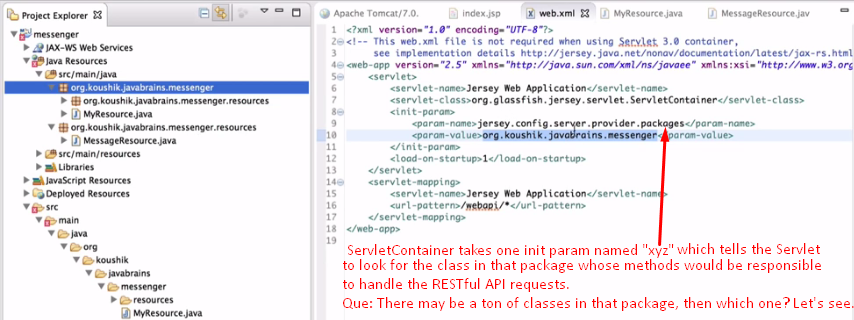 Project Explorer
messenger
JAX-WS Web Services
Java Resources
src/main/java
org.koushik.javabrains.messenger
org.koushik.javabrains.messenger.resources
MyResource.java
org.koushik.javabrains.messenger.resources
MessageResource.java
src/main/resources
Libraries
JavaScript Resources
Deployed Resources
src
main
java
org
koushik
javabrains
messenger
resources
MyResource.java
Apache Tomcat/7.0.
index.jsp
web.xml
MyResource.java
MessageResource.jav
1 <?xml version="1.0" encoding="UTF-8"?>
2 <!-- This web.xml file is not required when using Servlet 3.0 container,
3 see implementation details http://jersey.java.net/nonav/documentation/latest/jax-rs.html
4 <web-app version="2.5" xmlns="http://java.sun.com/xml/ns/javaee" xmlns:xsi="http://www.w3.org
5 <servlet>
6 <servlet-name>Jersey Web Application</servlet-name>
7 <servlet-class>org.glassfish.jersey.servlet.ServletContainer</servlet-class>
8 <init-param>
9 <param-name>jersey.config.server.provider.packages</param-name>
10 <param-value>org.koushik.javabrains.messenger</param-value>
11 </init-param>
12 <load-on-startup>1</load-on-startup>
13 </servlet>
14 <servlet-mapping>
15 <servlet-name>Jersey Web Application</servlet-name>
16 <url-pattern>/webapi/*</url-pattern>
17 </servlet-mapping>
18 </web-app>
19
ServletContainer takes one init param named "xyz" which tells the Servlet
to look for the class in that package whose methods would be responsible
to handle the RESTful API requests.
Que: There may be a ton of classes in that package, then which one? Let's see.